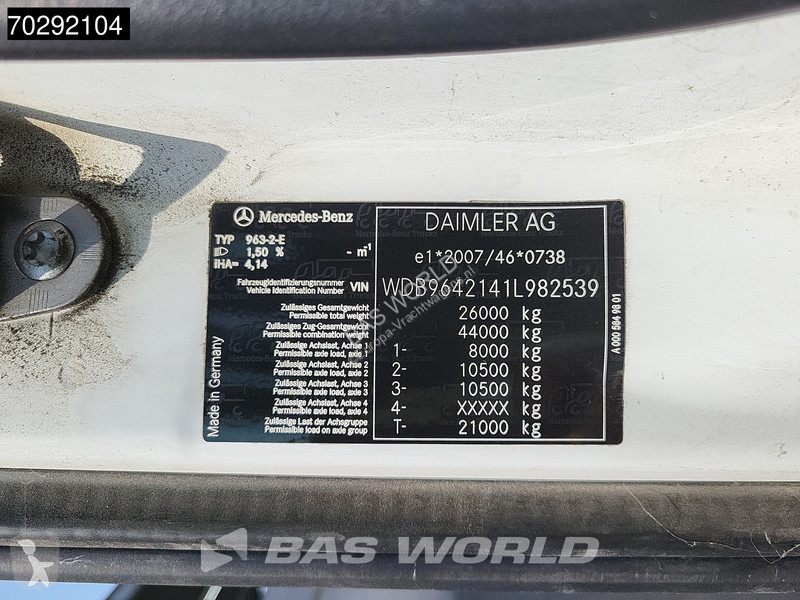 70292104
Mercedes-Benz
TYP 963-2-E
1,50 % - m⁻¹
IHA= 4,14
Fahrzeugidentifizierungsnummer
Vehicle Identification Number VIN
Zulässiges Gesamtgewicht
Permissible total weight
Zulässiges Zug-Gesamtgewicht
Permissible combination weight
Zulässige Achslast, Achse 1
Permissible axle load, axle 1
Zulässige Achslast, Achse 2
Permissible axle load, axle 2
Zulässige Achslast, Achse 3
Permissible axle load, axle 3
Zulässige Achslast, Achse 4
Permissible axle load, axle 4
Zulässige Last der Achsgruppe
Permissible load on axle group
Made in Germany
DAIMLER AG
e1*2007/46*0738
WDB9642141L982539
26000 kg
44000 kg
1- 8000 kg
2- 10500 kg
3- 10500 kg
4- XXXXX kg
T- 21000 kg
A 000 584 98 01
BAS WORLD
BAS WORLD